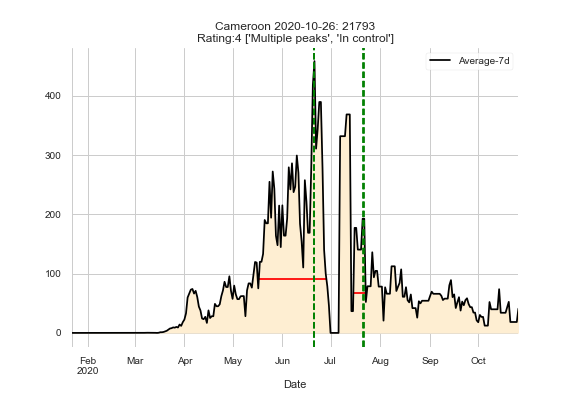 Cameroon 2020-10-26: 21793
Rating:4 ['Multiple peaks', 'In control']
Average-7d
400
300
200
100
0
Feb Mar Apr May Jun Jul Aug Sep Oct
2020
Date